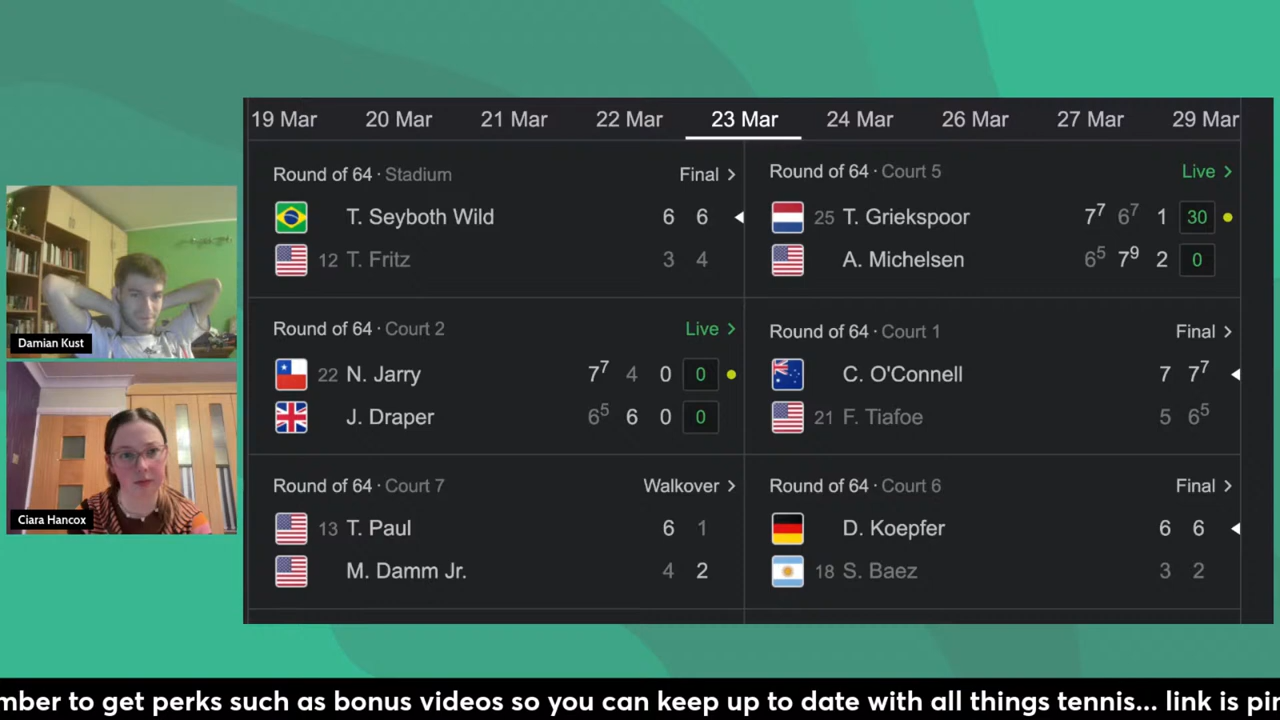 19 Mar 20 Mar 21 Mar 22 Mar 23 Mar 24 Mar 26 Mar 27 Mar 29 Mar
Round of 64 · Stadium Final >
T. Seyboth Wild 6 6
12 T. Fritz 3 4
Round of 64 · Court 5 Live >
25 T. Griekspoor 7⁷ 6⁷ 1 30
A. Michelsen 6⁵ 7⁹ 2 0
Round of 64 · Court 2 Live >
22 N. Jarry 7⁷ 4 0 0
J. Draper 6⁵ 6 0 0
Round of 64 · Court 1 Final >
C. O'Connell 7 7⁷
21 F. Tiafoe 5 6⁵
Round of 64 · Court 7 Walkover >
13 T. Paul 6 1
M. Damm Jr. 4 2
Round of 64 · Court 6 Final >
D. Koepfer 6 6
18 S. Baez 3 2
Damian Kust
Ciara Hancox
mber to get perks such as bonus videos so you can keep up to date with all things tennis... link is pin